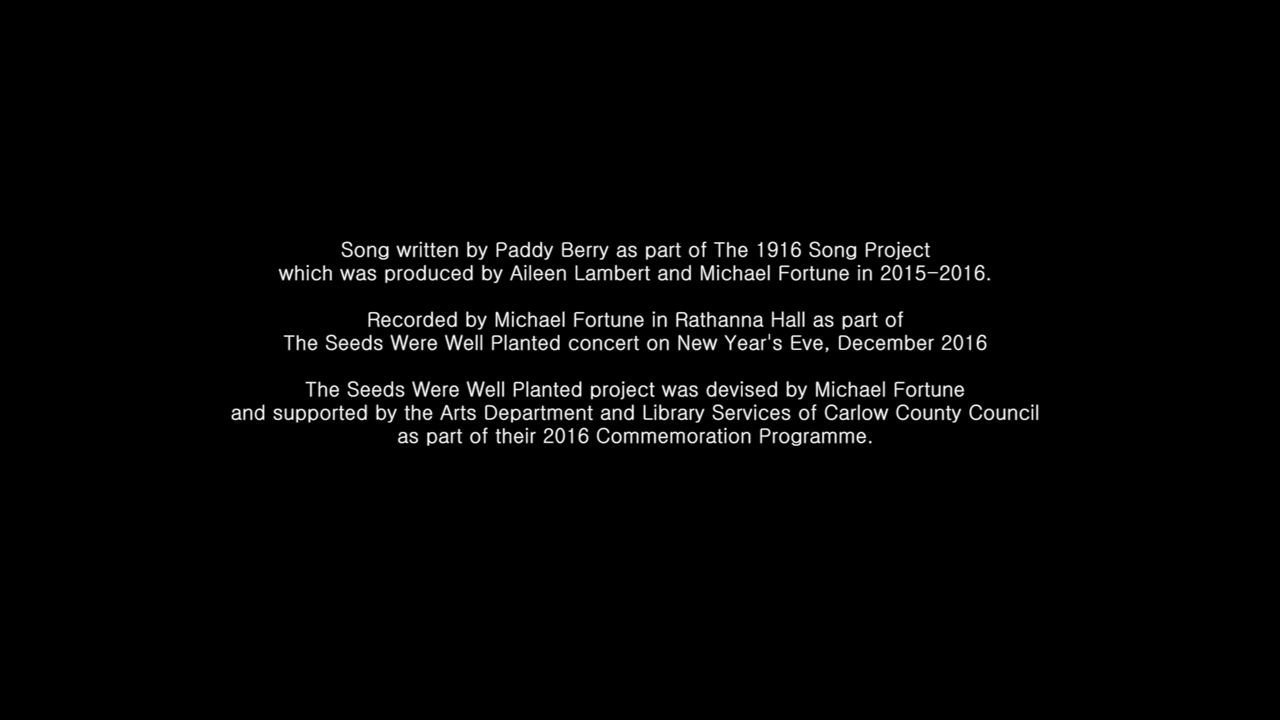 Song written by Paddy Berry as part of The 1916 Song Project
which was produced by Aileen Lambert and Michael Fortune in 2015-2016.
Recorded by Michael Fortune in Rathanna Hall as part of
The Seeds Were Well Planted concert on New Year's Eve, December 2016
The Seeds Were Well Planted project was devised by Michael Fortune
and supported by the Arts Department and Library Services of Carlow County Council
as part of their 2016 Commemoration Programme.